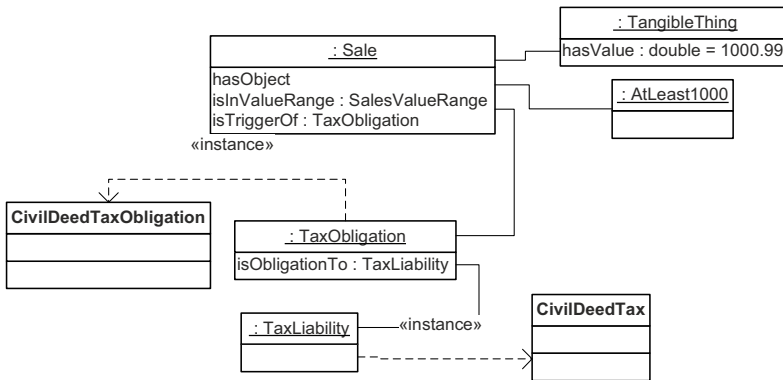 : TangibleThing
hasValue : double = 1000.99
: Sale
hasObject
isInValueRange : SalesValueRange
isTriggerOf : TaxObligation
: AtLeast1000
«instance»
CivilDeedTaxObligation
: TaxObligation
isObligationTo : TaxLiability
CivilDeedTax
: TaxLiability
«instance»